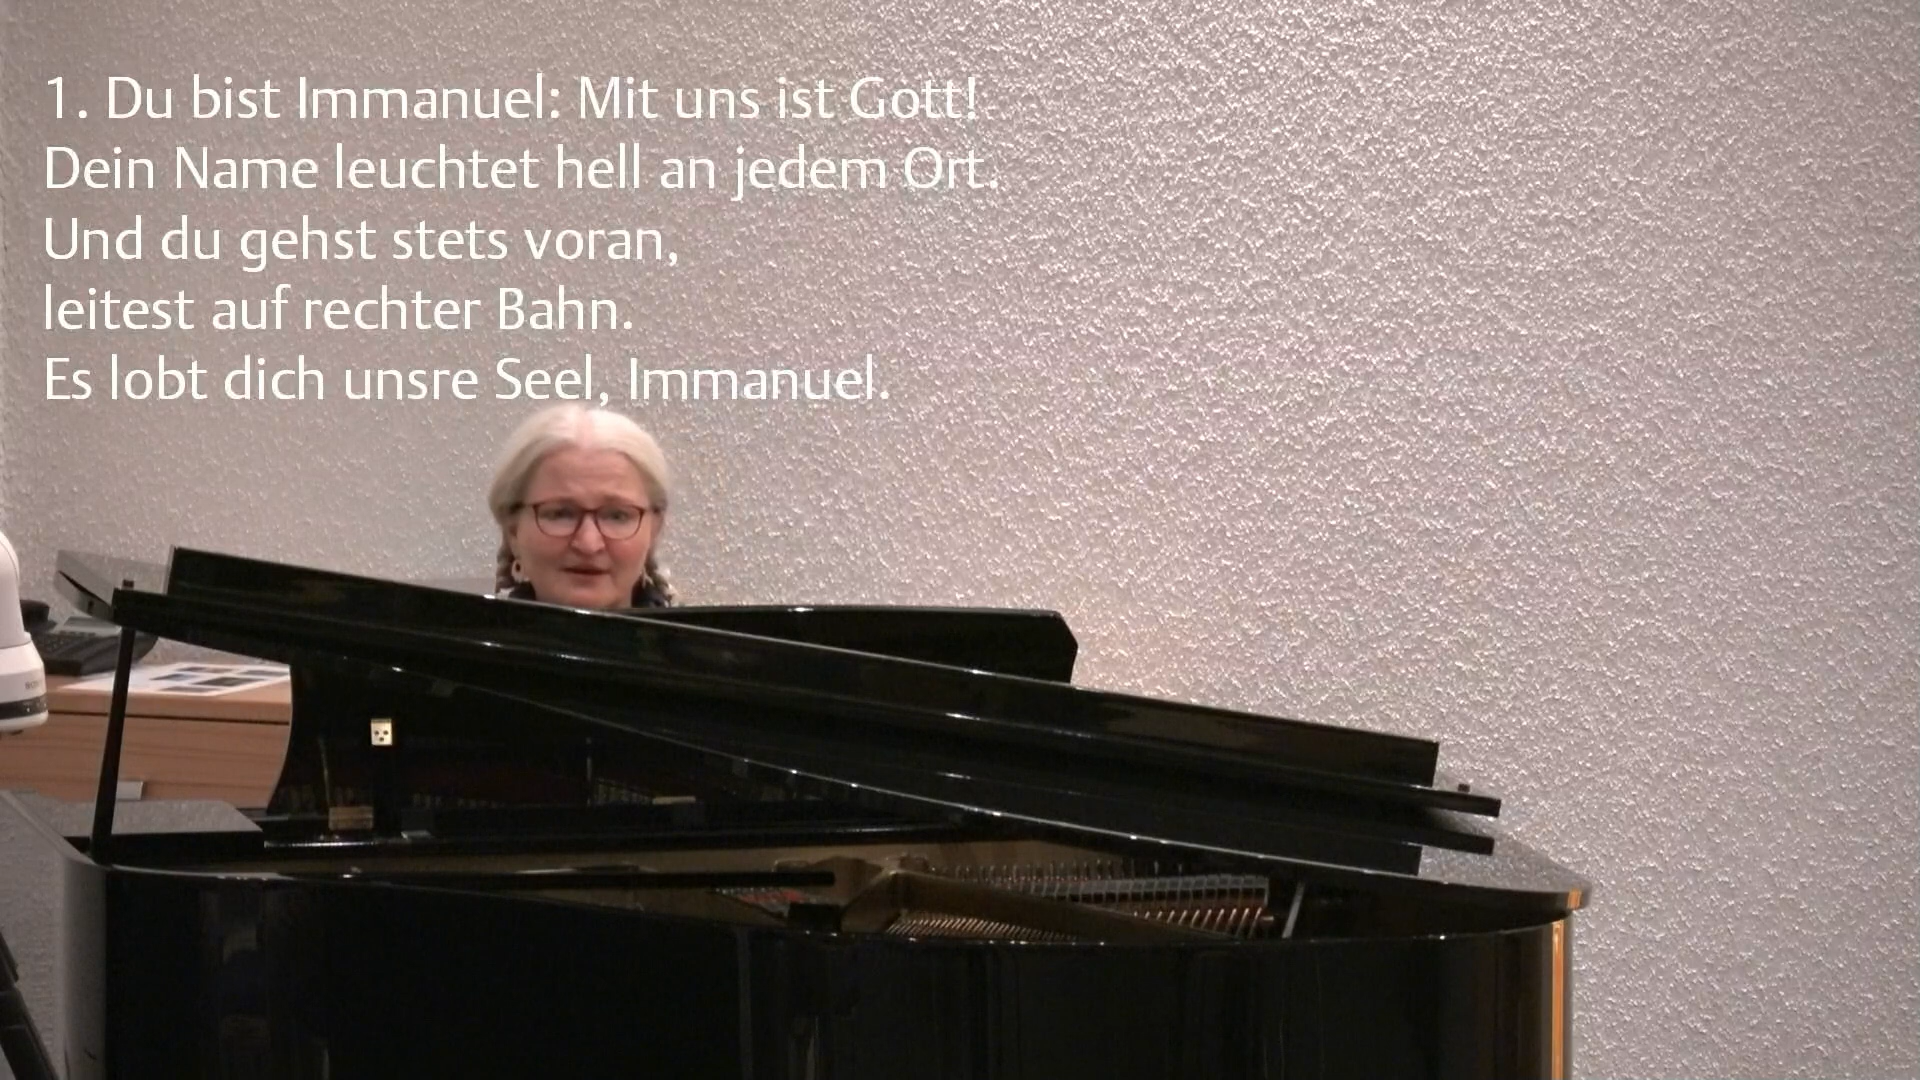 1. Du bist Immanuel: Mit uns ist Gott!
Dein Name leuchtet hell an jedem Ort.
Und du gehst stets voran,
leitest auf rechter Bahn.
Es lobt dich unsre Seel, Immanuel.